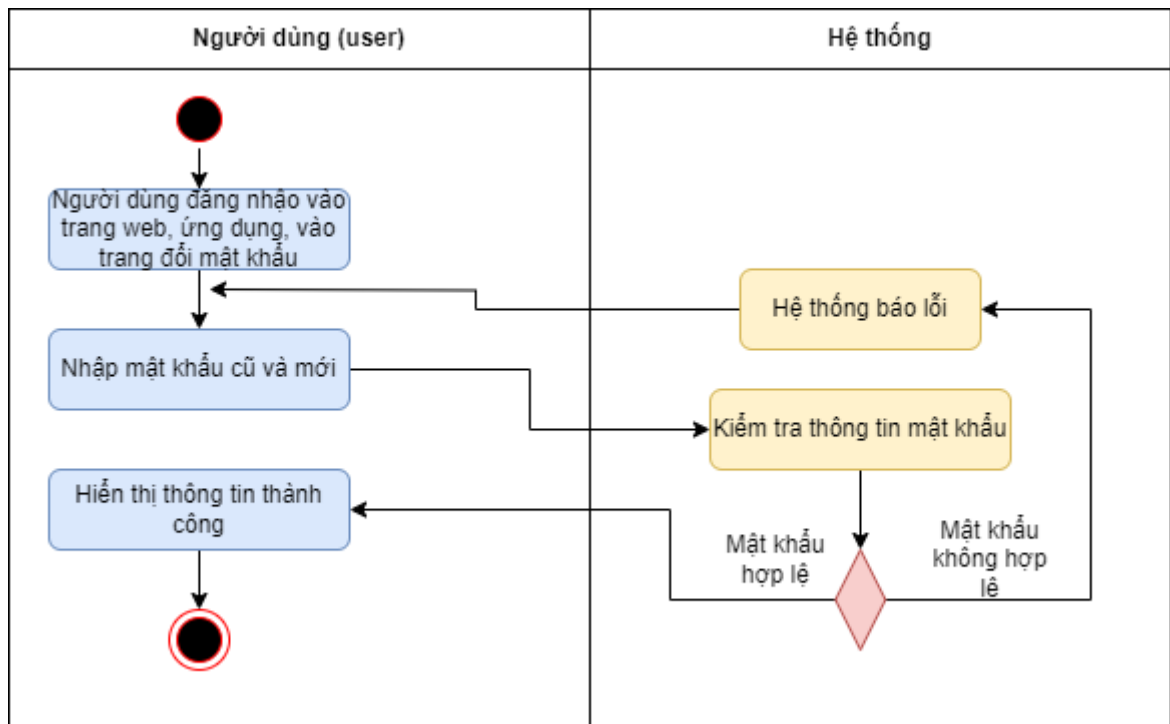 Người dùng (user)
Hệ thống
Người dùng đăng nhạo vào
trang web, ứng dụng, vào
trang đổi mật khẩu
Hệ thống báo lỗi
Nhập mật khẩu cũ và mới
Kiểm tra thông tin mật khẩu
Hiển thị thông tin thành
công
Mật khẩu
hợp lệ
Mật khẩu
không hợp
lệ